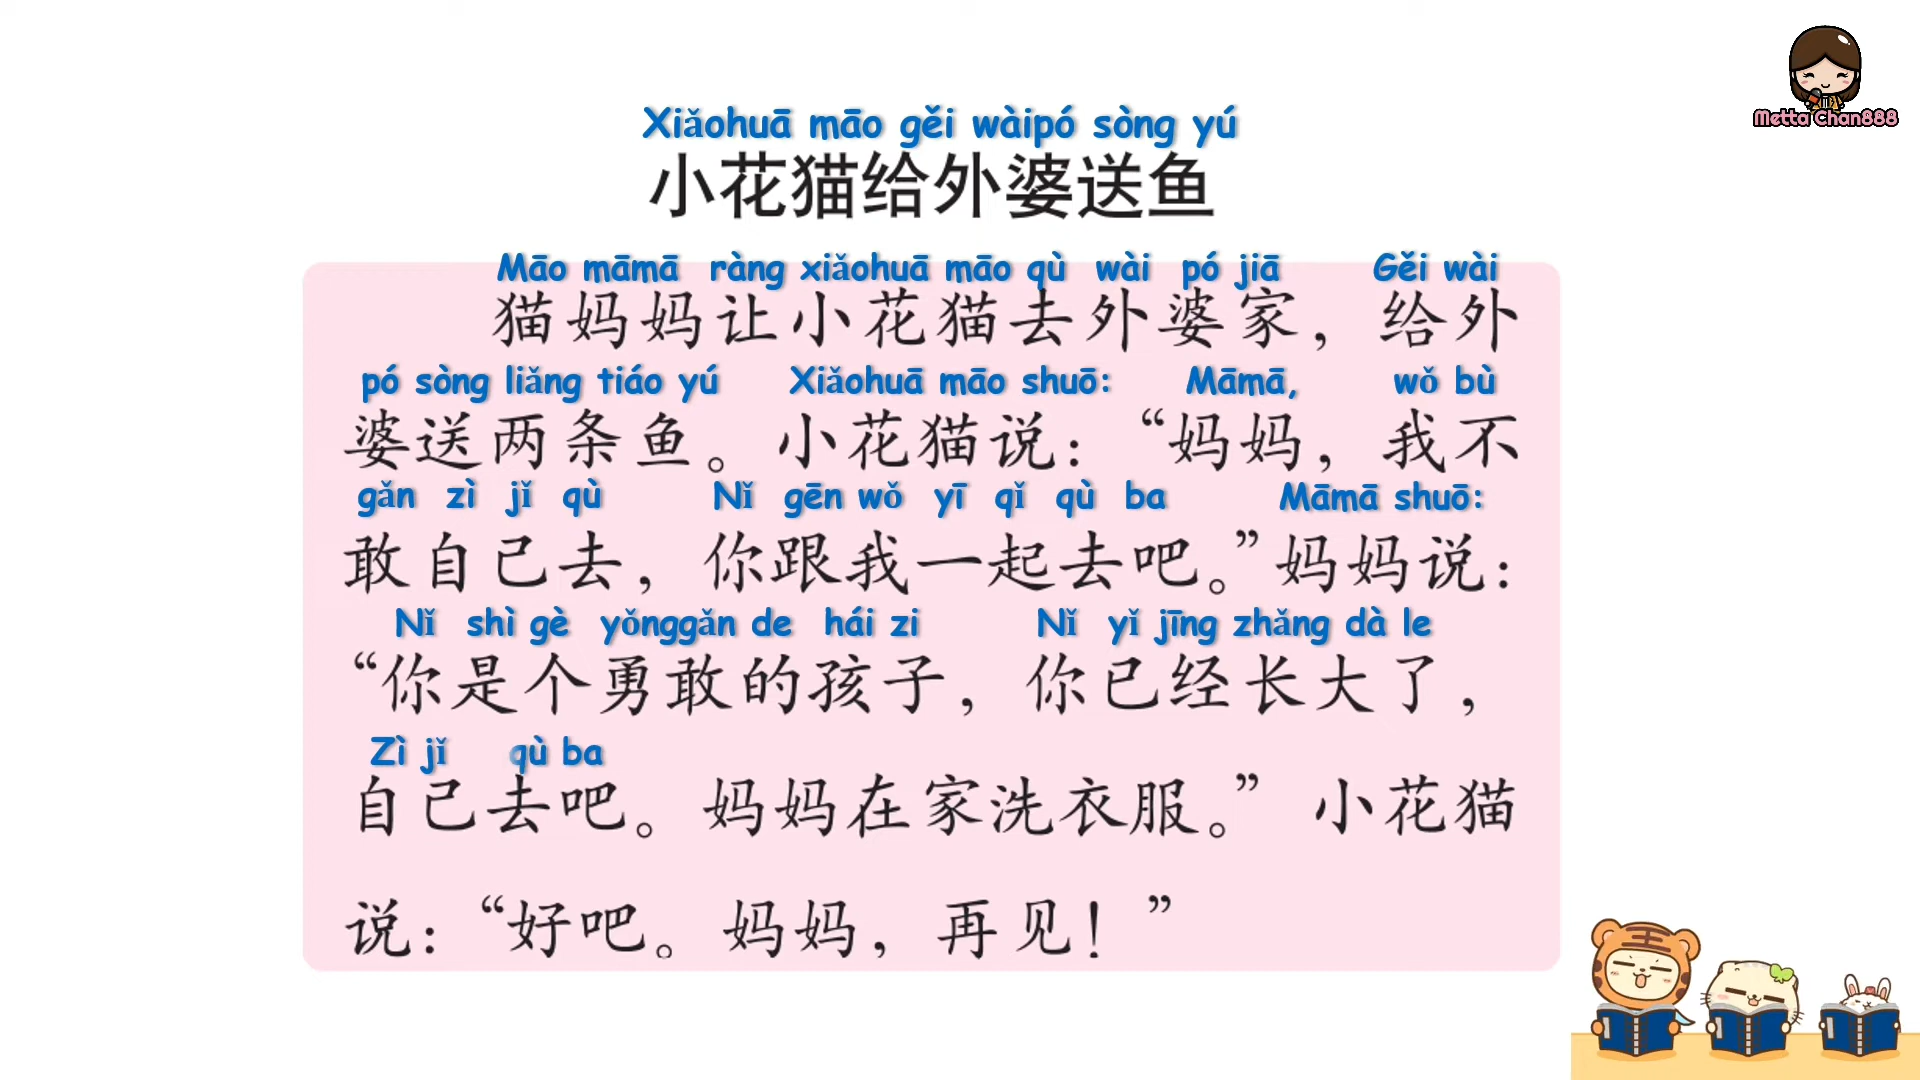 Metta Chan888
Xiǎohuā māo gěi wàipó sòng yú
小花猫给外婆送鱼
Māo māmā ràng xiǎohuā māo qù wài pó jiā Gěi wài
猫妈妈让小花猫去外婆家，给外
pó sòng liǎng tiáo yú Xiǎohuā māo shuō: Māmā, wǒ bù
婆送两条鱼。小花猫说：“妈妈，我不
gǎn zì jǐ qù Nǐ gēn wǒ yī qǐ qù ba Māmā shuō:
敢自己去，你跟我一起去吧。”妈妈说：
Nǐ shì gè yǒnggǎn de hái zi Nǐ yǐ jīng zhǎng dà le
“你是个勇敢的孩子，你已经长大了，
Zì jǐ qù ba
自己去吧。妈妈在家洗衣服。”小花猫
说：“好吧。妈妈，再见！”
王